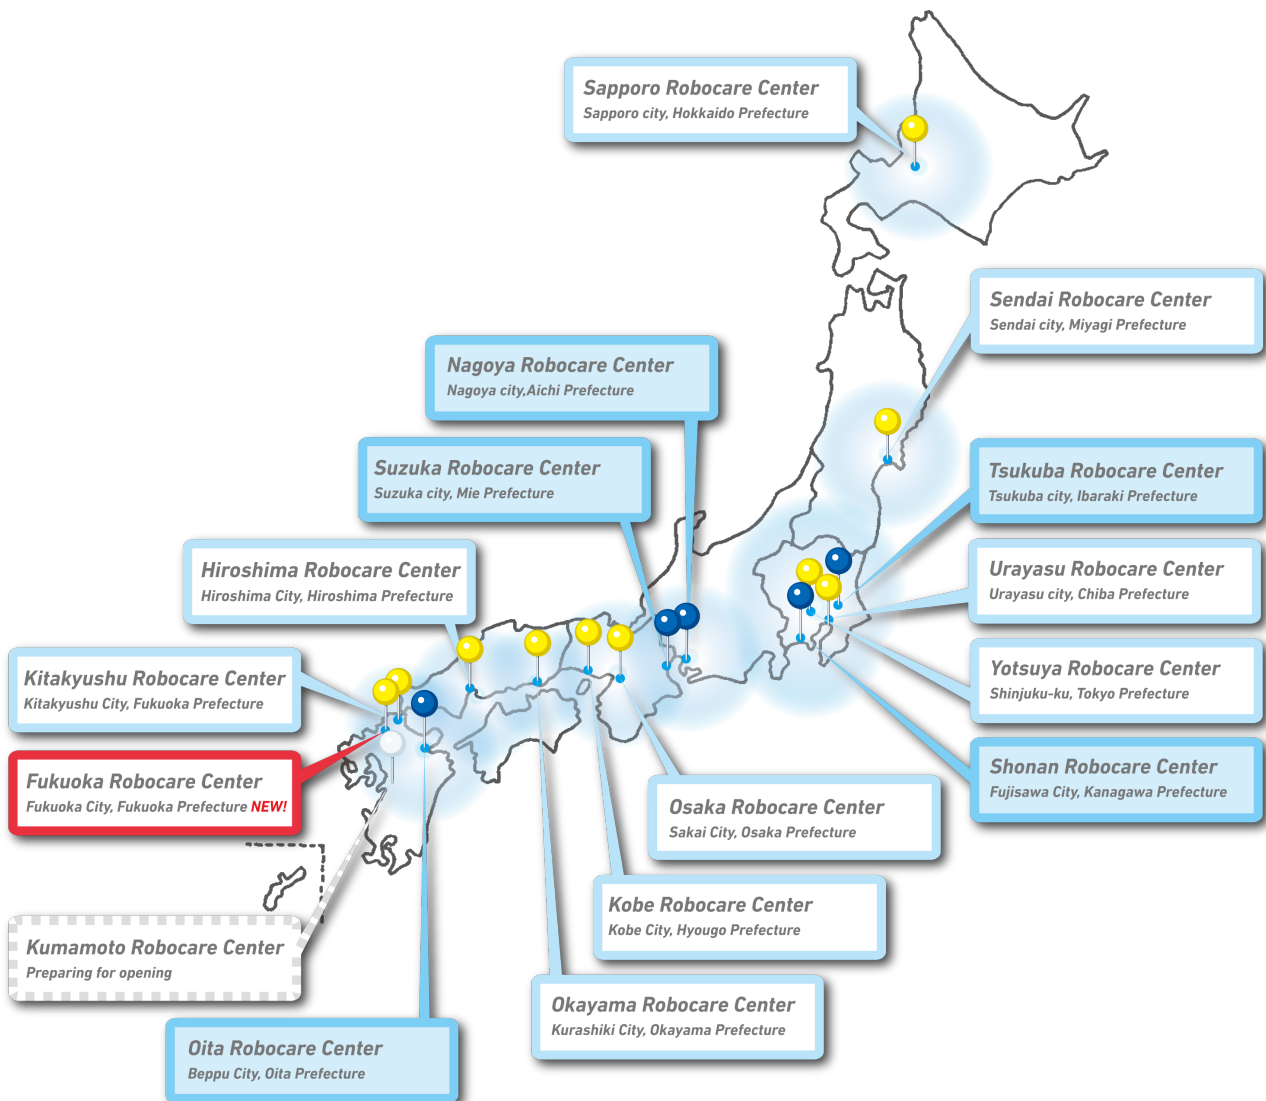 Sapporo Robocare Center
Sapporo city, Hokkaido Prefecture
Sendai Robocare Center
Sendai city, Miyagi Prefecture
Nagoya Robocare Center
Nagoya city,Aichi Prefecture
Suzuka Robocare Center
Suzuka city, Mie Prefecture
Tsukuba Robocare Center
Tsukuba city, Ibaraki Prefecture
Hiroshima Robocare Center
Hiroshima City, Hiroshima Prefecture
Urayasu Robocare Center
Urayasu city, Chiba Prefecture
Kitakyushu Robocare Center
Kitakyushu City, Fukuoka Prefecture
Yotsuya Robocare Center
Shinjuku-ku, Tokyo Prefecture
Fukuoka Robocare Center
Fukuoka City, Fukuoka Prefecture NEW!
Shonan Robocare Center
Fujisawa City, Kanagawa Prefecture
Osaka Robocare Center
Sakai City, Osaka Prefecture
Kobe Robocare Center
Kobe City, Hyougo Prefecture
Kumamoto Robocare Center
Preparing for opening
Okayama Robocare Center
Kurashiki City, Okayama Prefecture
Oita Robocare Center
Beppu City, Oita Prefecture